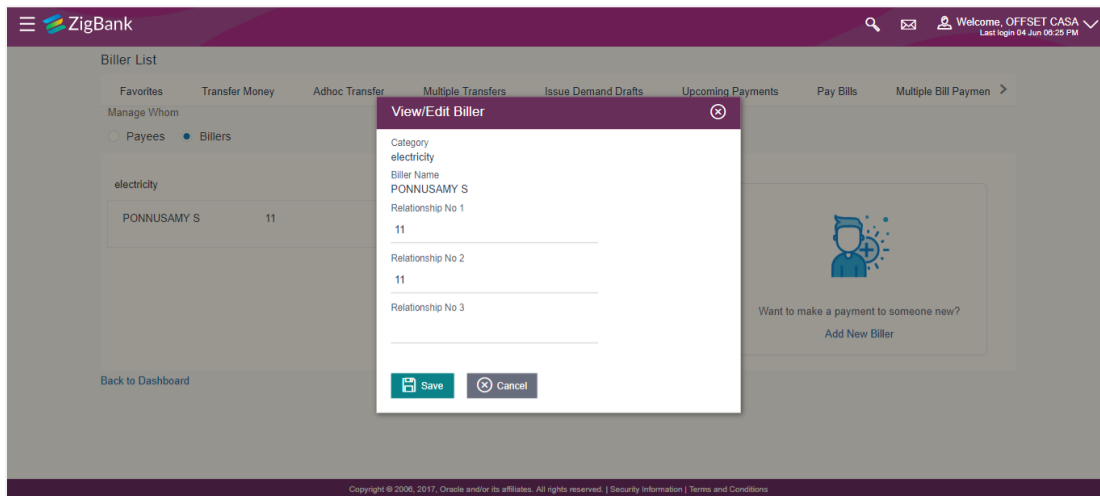 ZigBank
Welcome, OFFSET CASA
Last login 04 Jun 06:25 PM
Biller List
Favorites Transfer Money Adhoc Transfer Multiple Transfers Issue Demand Drafts Upcoming Payments Pay Bills Multiple Bill Paymen
Manage Whom
Payees Billers
electricity
PONNUSAMY S 11
View/Edit Biller
Category
electricity
Biller Name
PONNUSAMY S
Relationship No 1
11
Relationship No 2
11
Relationship No 3
Save Cancel
Want to make a payment to someone new?
Add New Biller
Back to Dashboard
Copyright © 2006, 2017, Oracle and/or its affiliates. All rights reserved. | Security Information | Terms and Conditions